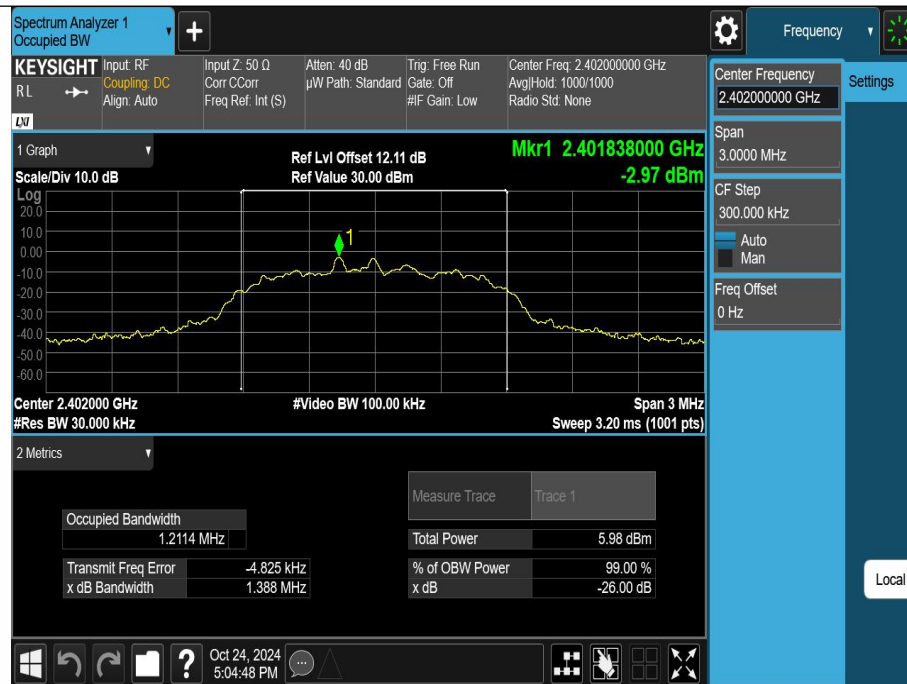 Spectrum Analyzer 1
Occupied BW
+
Frequency
KEYSIGHT
RL
LXI
Input: RF
Coupling: DC
Align: Auto
Input Z: 50 Ω
Corr CCorr
Freq Ref: Int (S)
Atten: 40 dB
µW Path: Standard
Trig: Free Run
Gate: Off
#IF Gain: Low
Center Freq: 2.402000000 GHz
Avg|Hold: 1000/1000
Radio Std: None
Center Frequency
2.402000000 GHz
Settings
Span
3.0000 MHz
CF Step
300.000 kHz
Auto
Man
Freq Offset
0 Hz
Local
1 Graph
Scale/Div 10.0 dB
Ref Lvl Offset 12.11 dB
Ref Value 30.00 dBm
Mkr1 2.401838000 GHz
-2.97 dBm
Log
20.0
10.0
0.00
-10.0
-20.0
-30.0
-40.0
-50.0
-60.0
1
Center 2.402000 GHz
#Res BW 30.000 kHz
#Video BW 100.00 kHz
Span 3 MHz
Sweep 3.20 ms (1001 pts)
2 Metrics
Measure Trace Trace 1
Occupied Bandwidth
1.2114 MHz
Total Power 5.98 dBm
Transmit Freq Error -4.825 kHz
% of OBW Power 99.00 %
x dB Bandwidth 1.388 MHz
x dB -26.00 dB
?
Oct 24, 2024
5:04:48 PM